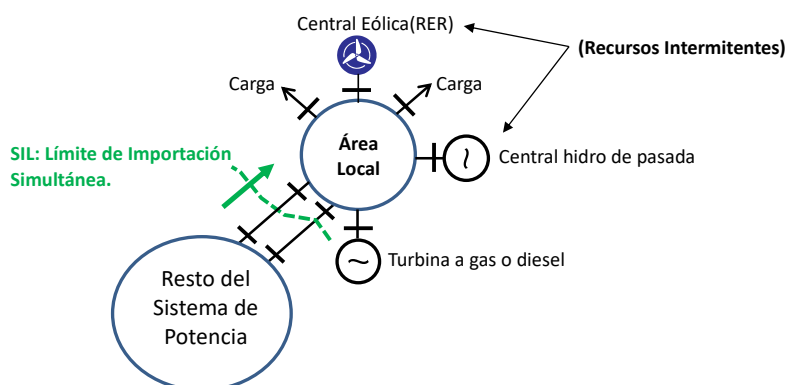 Central Eólica(RER)
(Recursos Intermitentes)
Carga
Carga
SIL: Límite de Importación
Simultánea.
Área
Local
Central hidro de pasada
Turbina a gas o diesel
Resto del
Sistema de
Potencia